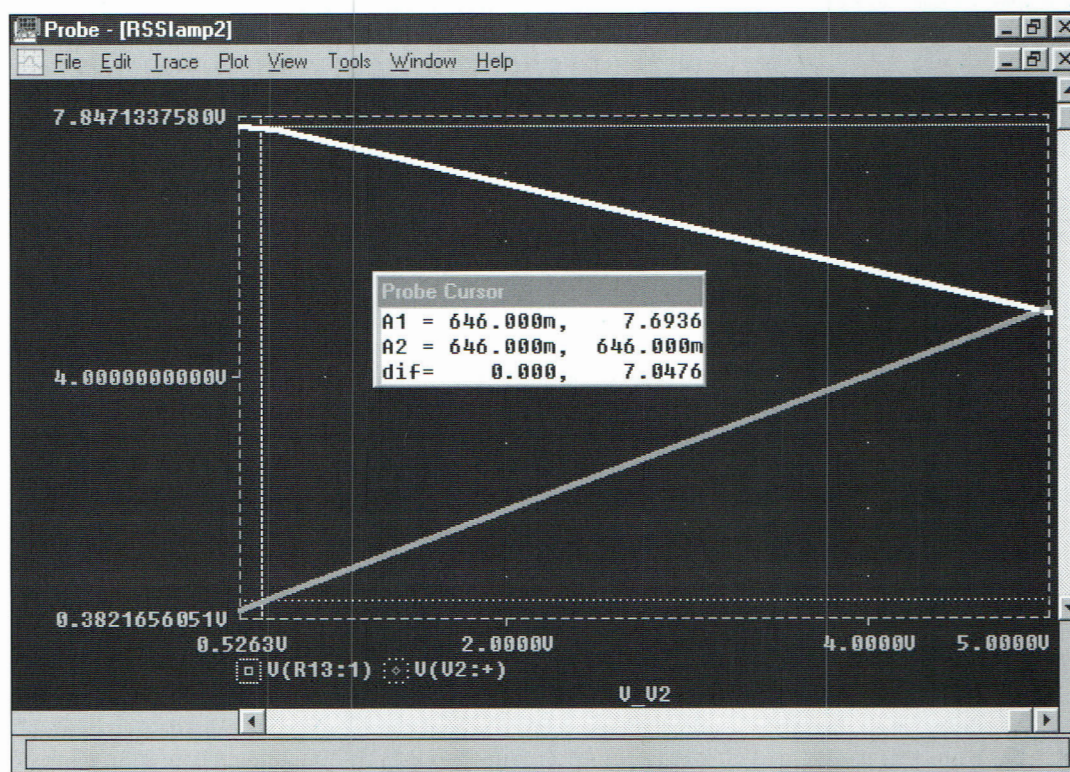 Probe - [RSSlamp2]
File Edit Trace Plot View Tools Window Help
7.8471337580V
Probe Cursor
A1 = 646.000m, 7.6936
A2 = 646.000m, 646.000m
dif= 0.000, 7.0476
4.0000000000V
0.3821656051V
0.5263V 2.0000V 4.0000V 5.0000V
V(R13:1) V(V2:+)
V_V2